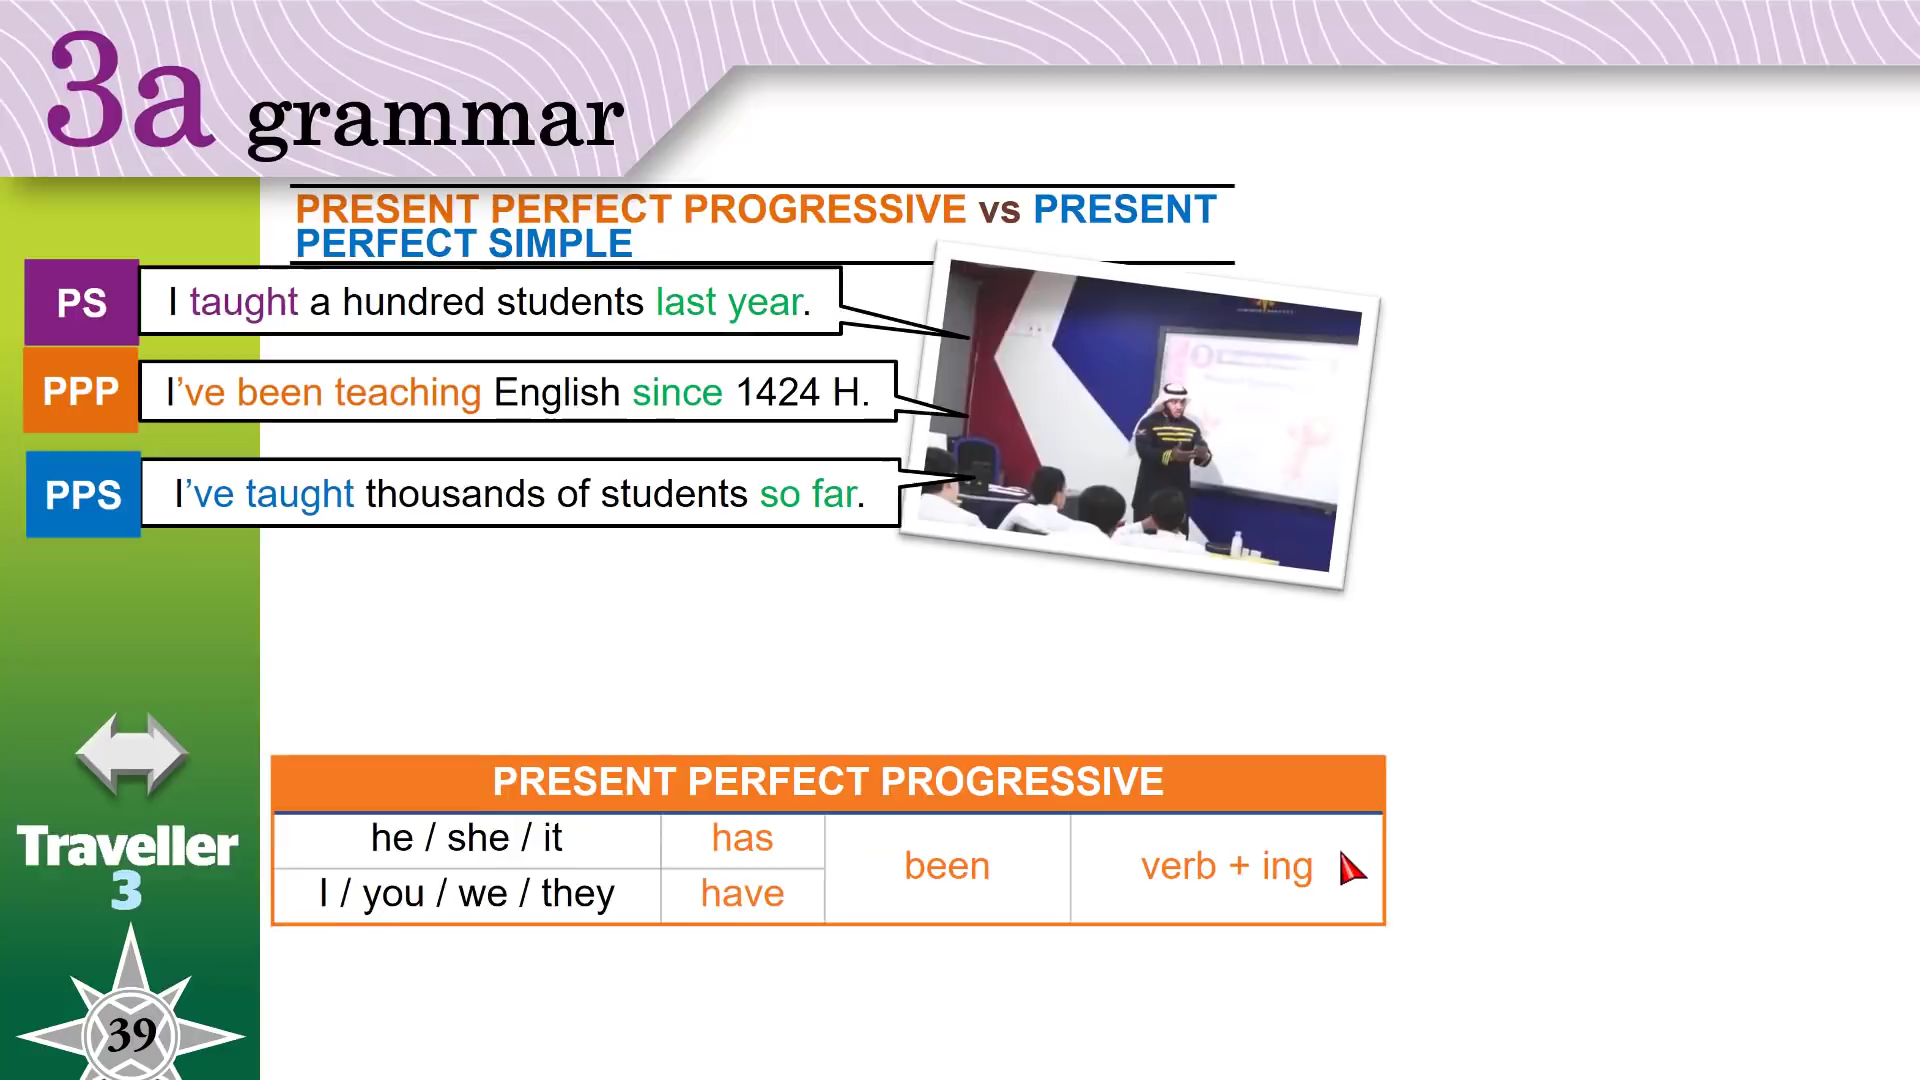 3a grammar
PRESENT PERFECT PROGRESSIVE vs PRESENT
PERFECT SIMPLE
PS I taught a hundred students last year.
PPP I've been teaching English since 1424 H.
PPS I've taught thousands of students so far.
PRESENT PERFECT PROGRESSIVE
he / she / it has
been verb + ing
I / you / we / they have
Traveller
3
39